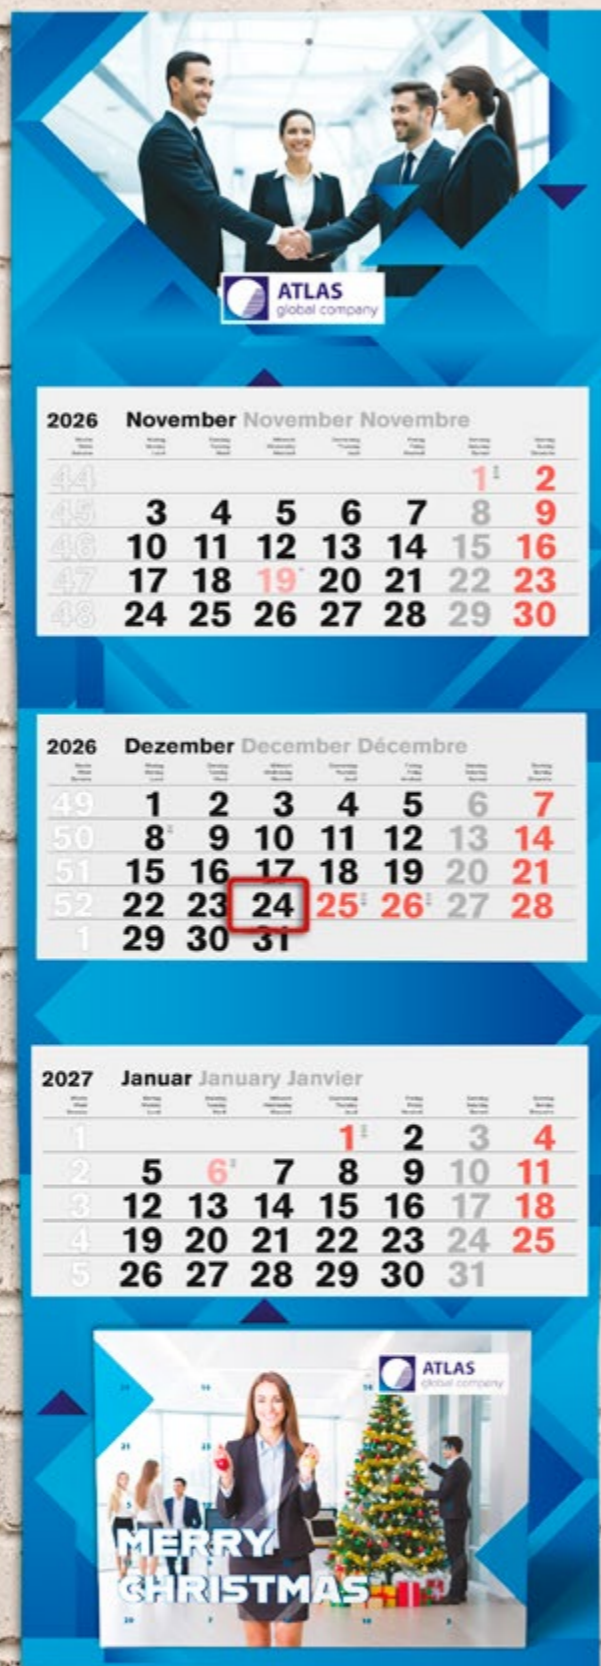 ATLAS
global company
2026 November November Novembre
44 1 2
45 3 4 5 6 7 8 9
46 10 11 12 13 14 15 16
47 17 18 19 20 21 22 23
48 24 25 26 27 28 29 30
2026 Dezember December Décembre
49 1 2 3 4 5 6 7
50 8 9 10 11 12 13 14
51 15 16 17 18 19 20 21
52 22 23 24 25 26 27 28
1 29 30 31
2027 Januar January Janvier
1 1 2 3 4
2 5 6 7 8 9 10 11
3 12 13 14 15 16 17 18
4 19 20 21 22 23 24 25
5 26 27 28 29 30 31
ATLAS
global company
MERRY
CHRISTMAS